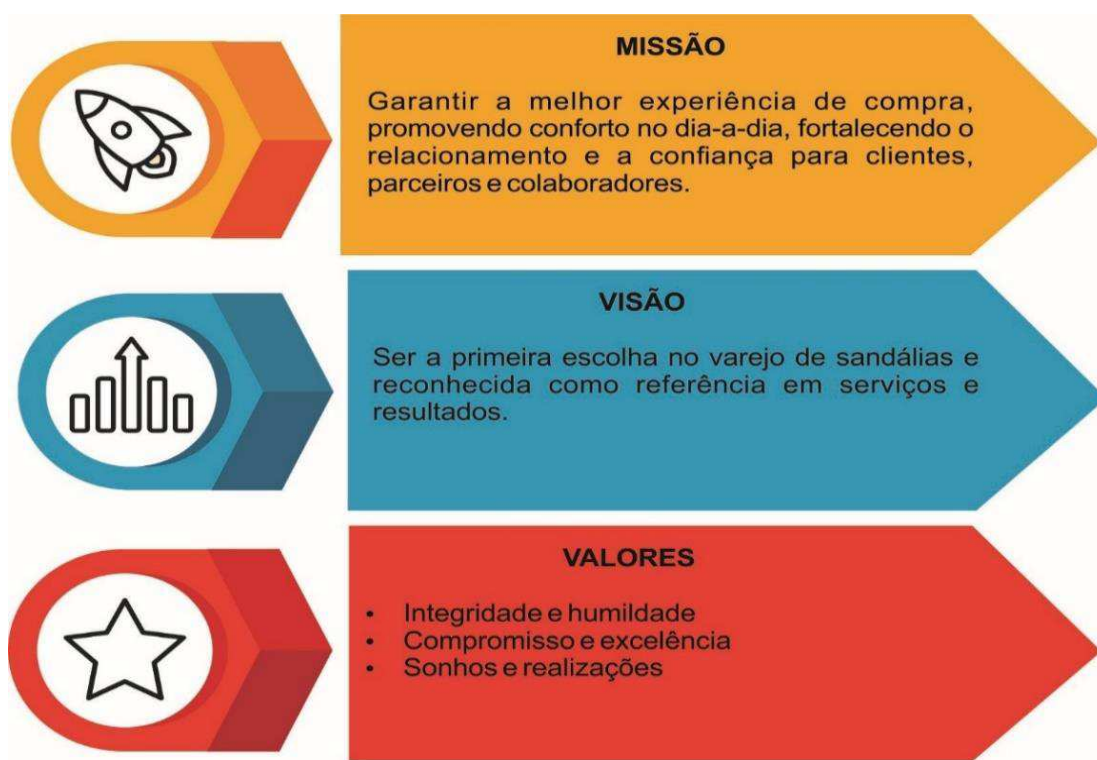 MISSÃO
Garantir a melhor experiência de compra,
promovendo conforto no dia-a-dia, fortalecendo o
relacionamento e a confiança para clientes,
parceiros e colaboradores.
VISÃO
Ser a primeira escolha no varejo de sandálias e
reconhecida como referência em serviços e
resultados.
VALORES
• Integridade e humildade
• Compromisso e excelência
• Sonhos e realizações